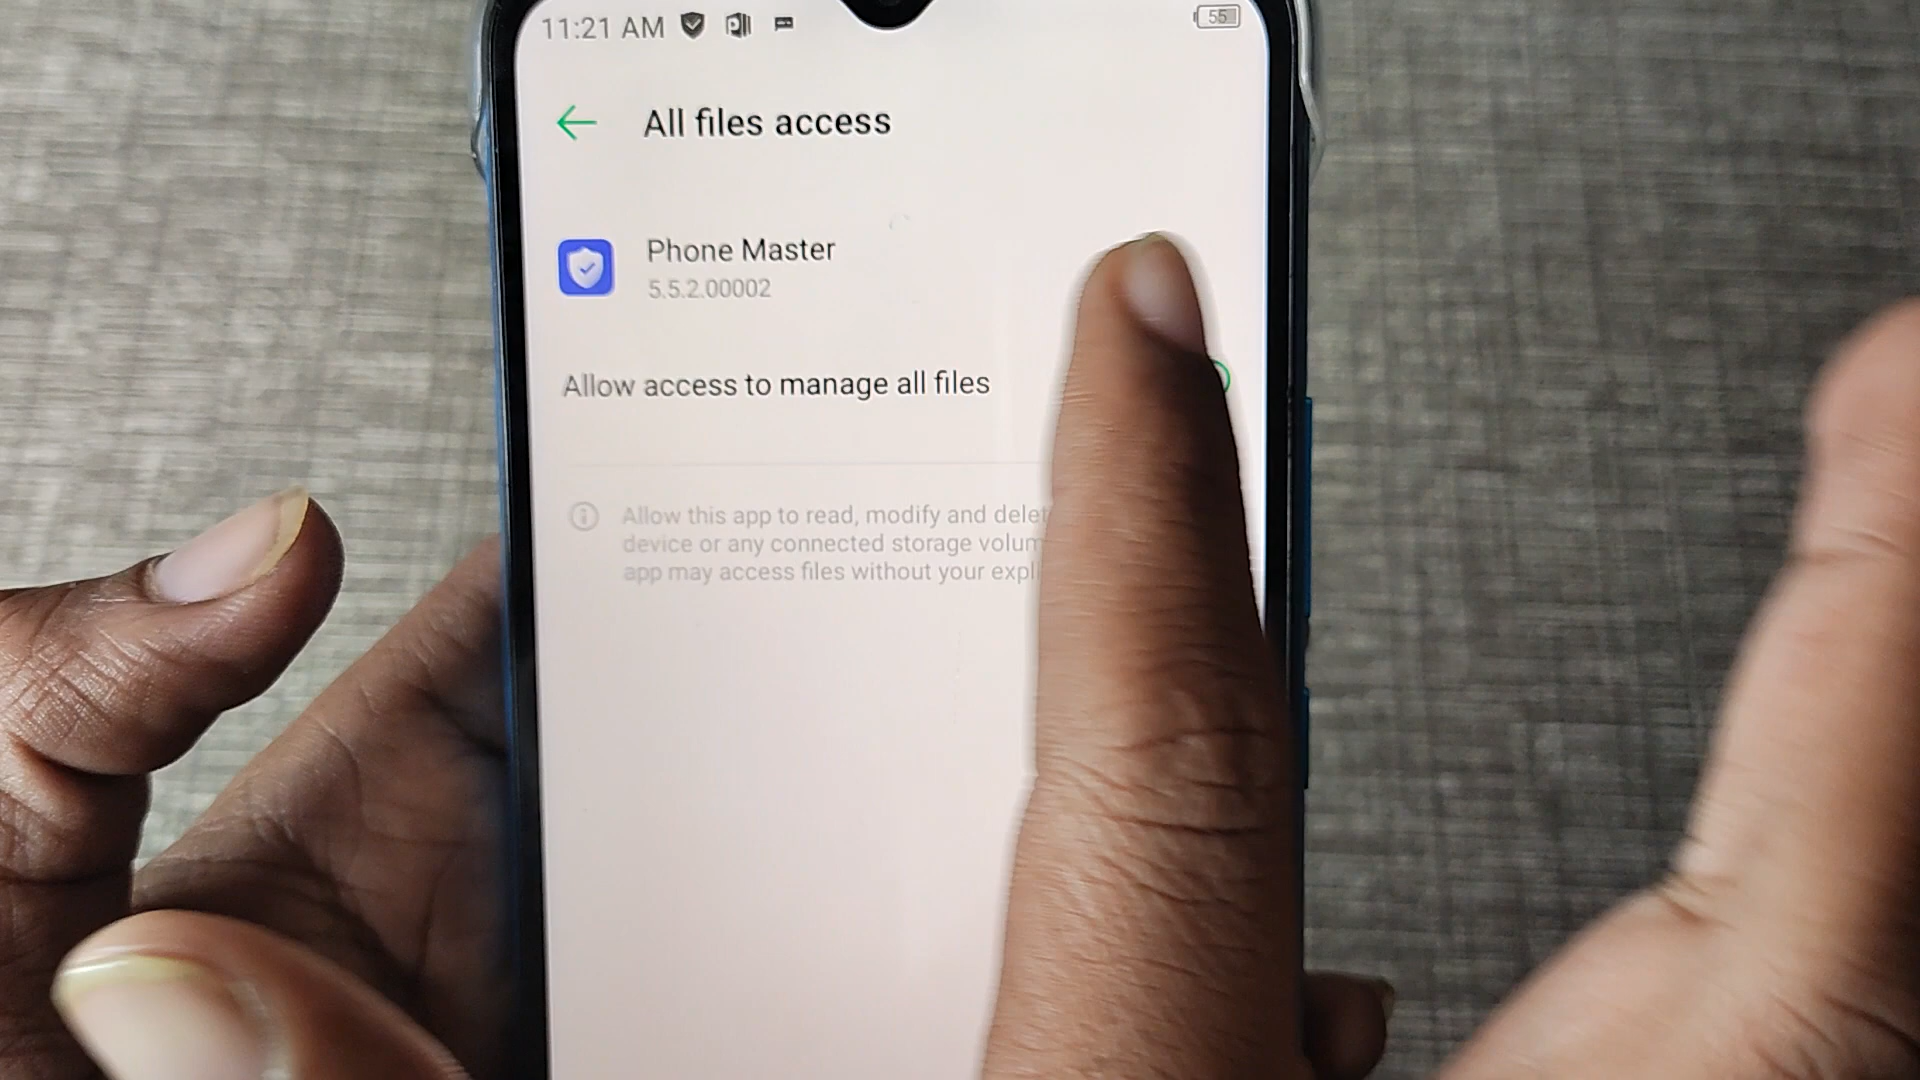 11:21 AM
55
All files access
Phone Master
5.5.2.00002
Allow access to manage all files
Allow this app to read, modify and
device or any connected storage
app may access files without your